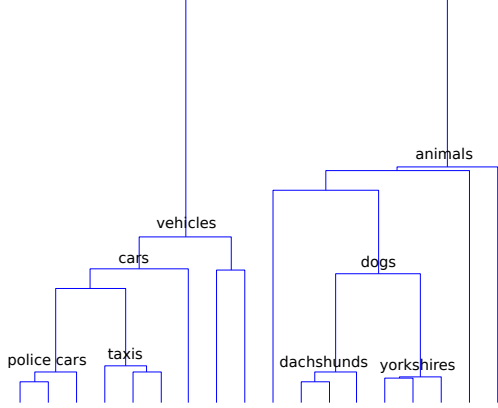 animals
vehicles
cars
dogs
police cars
taxis
dachshunds
yorkshires